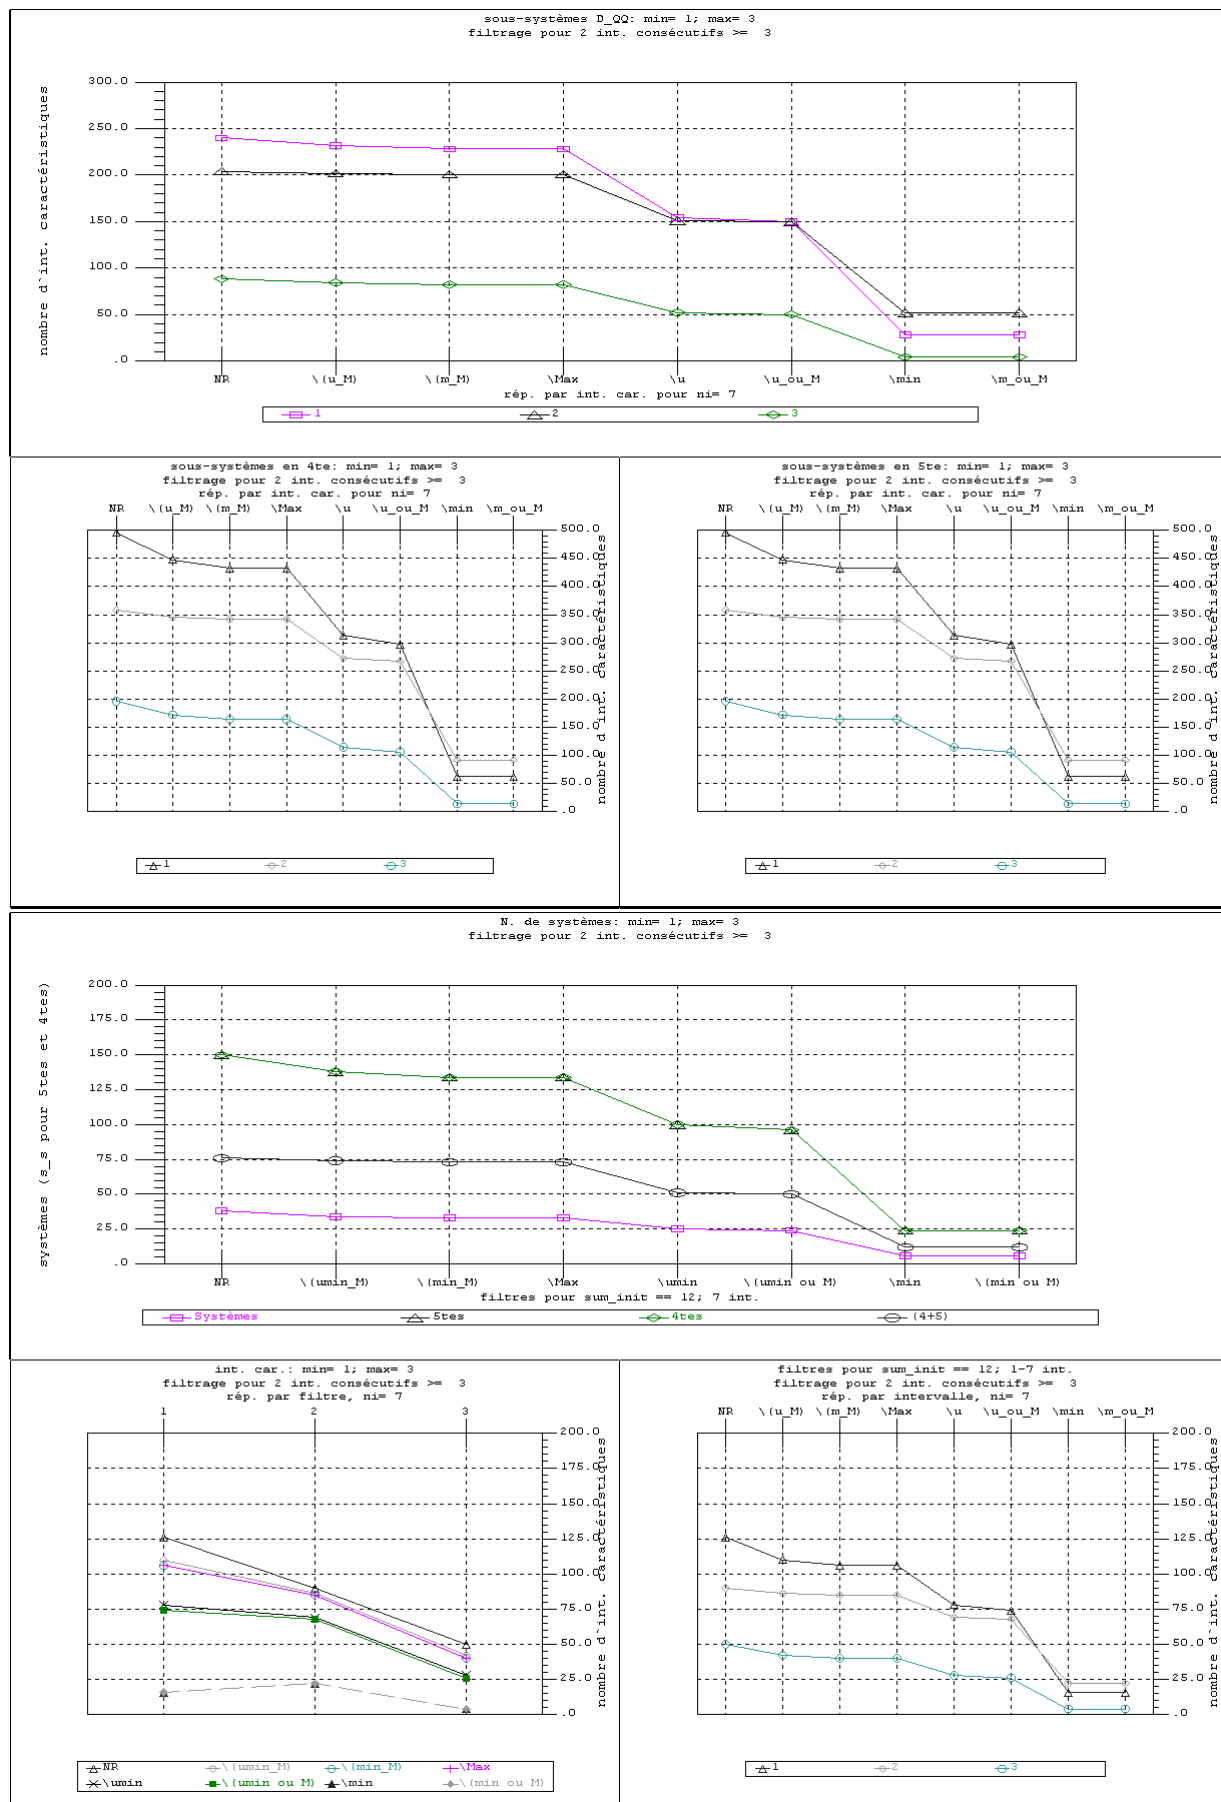 sous-systèmes D_QQ: min= 1; max= 3
filtrage pour 2 int. consécutifs >= 3
nombre d`int. caractéristiques
300.0
250.0
200.0
150.0
100.0
50.0
.0
NR \(u_M) \(m_M) \Max \u \u_ou_M \min \m_ou_M
rép. par int. car. pour ni= 7
1 2 3
sous-systèmes en 4te: min= 1; max= 3
filtrage pour 2 int. consécutifs >= 3
rép. par int. car. pour ni= 7
NR \(u_M) \(m_M) \Max \u \u_ou_M \min \m_ou_M
500.0
450.0
400.0
350.0
300.0
250.0
200.0
150.0
100.0
50.0
.0
nombre d`int. caractéristiques
1 2 3
sous-systèmes en 5te: min= 1; max= 3
filtrage pour 2 int. consécutifs >= 3
rép. par int. car. pour ni= 7
NR \(u_M) \(m_M) \Max \u \u_ou_M \min \m_ou_M
500.0
450.0
400.0
350.0
300.0
250.0
200.0
150.0
100.0
50.0
.0
nombre d`int. caractéristiques
1 2 3
N. de systèmes: min= 1; max= 3
filtrage pour 2 int. consécutifs >= 3
systèmes (s_s pour 5tes et 4tes)
200.0
175.0
150.0
125.0
100.0
75.0
50.0
25.0
.0
NR \(umin_M) \(min_M) \Max \umin \(umin ou M) \min \(min ou M)
filtres pour sum_init == 12; 7 int.
Systèmes 5tes 4tes (4+5)
int. car.: min= 1; max= 3
filtrage pour 2 int. consécutifs >= 3
rép. par filtre, ni= 7
1 2 3
200.0
175.0
150.0
125.0
100.0
75.0
50.0
25.0
.0
nombre d`int. caractéristiques
NR \(umin_M) \(min_M) \Max
\umin \(umin ou M) \min \(min ou M)
filtres pour sum_init == 12; 1-7 int.
filtrage pour 2 int. consécutifs >= 3
rép. par intervalle, ni= 7
NR \(u_M) \(m_M) \Max \u \u_ou_M \min \m_ou_M
200.0
175.0
150.0
125.0
100.0
75.0
50.0
25.0
.0
nombre d`int. caractéristiques
1 2 3